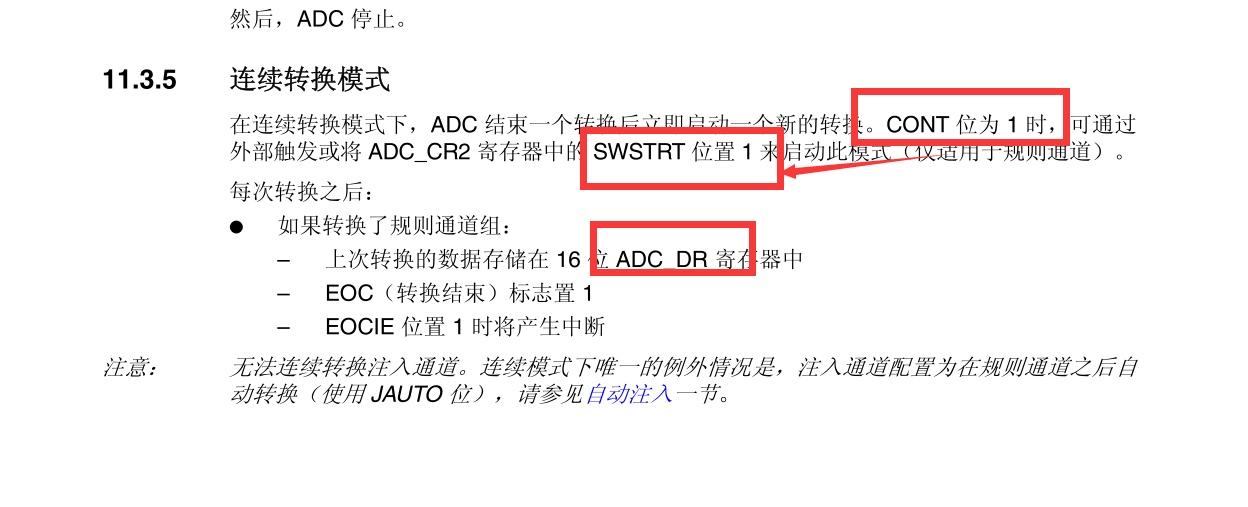 然后，ADC 停止。
11.3.5 连续转换模式
在连续转换模式下，ADC 结束一个转换后立即启动一个新的转换。CONT 位为 1 时，可通过
外部触发或将 ADC_CR2 寄存器中的 SWSTRT 位置 1 来启动此模式（仅适用于规则通道）。
每次转换之后：
● 如果转换了规则通道组：
– 上次转换的数据存储在 16 位 ADC_DR 寄存器中
– EOC（转换结束）标志置 1
– EOCIE 位置 1 时将产生中断
注意： 无法连续转换注入通道。连续模式下唯一的例外情况是，注入通道配置为在规则通道之后自
动转换（使用 JAUTO 位），请参见自动注入一节。